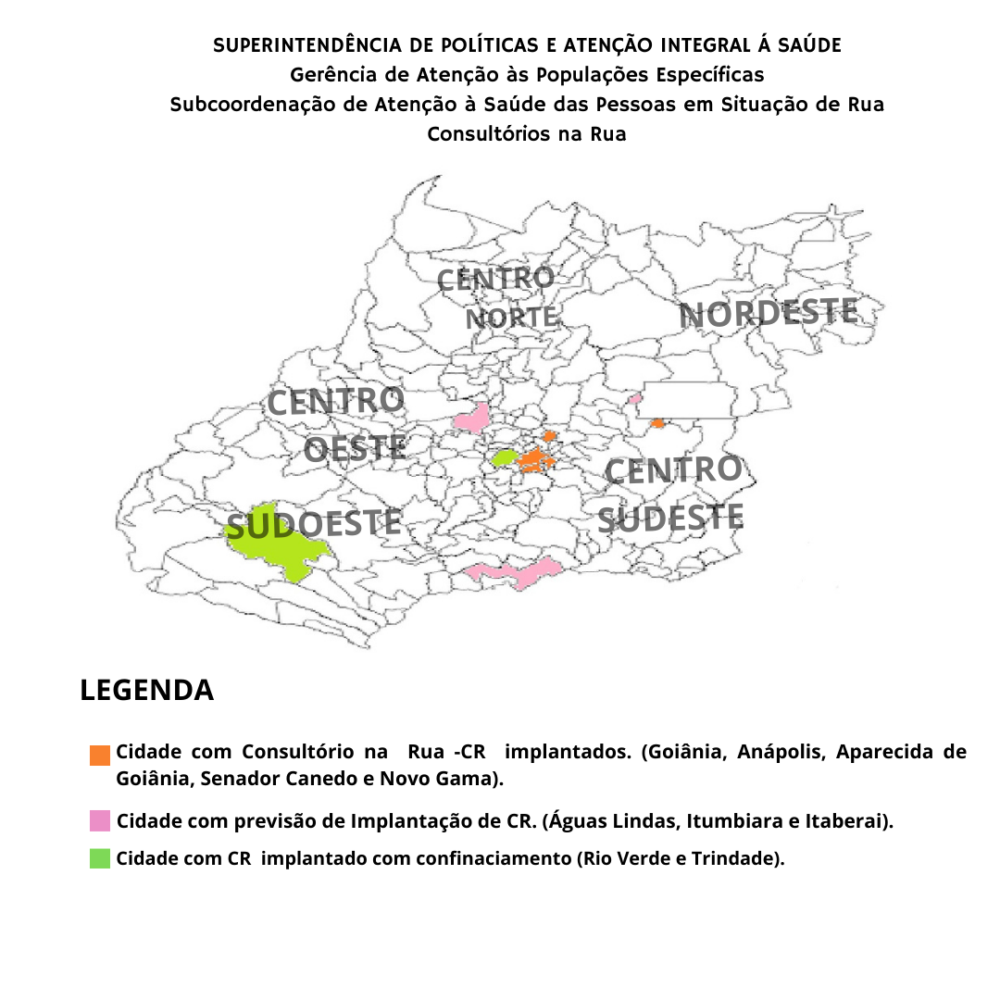 SUPERINTENDÊNCIA DE POLÍTICAS E ATENÇÃO INTEGRAL Á SAÚDE
Gerência de Atenção às Populações Específicas
Subcoordenação de Atenção à Saúde das Pessoas em Situação de Rua
Consultórios na Rua
CENTRO
NORTE
NORDESTE
CENTRO
OESTE
CENTRO
SUDESTE
SUDOESTE
LEGENDA
Cidade com Consultório na Rua -CR implantados. (Goiânia, Anápolis, Aparecida de
Goiânia, Senador Canedo e Novo Gama).
Cidade com previsão de Implantação de CR. (Águas Lindas, Itumbiara e Itaberai).
Cidade com CR implantado com confinaciamento (Rio Verde e Trindade).